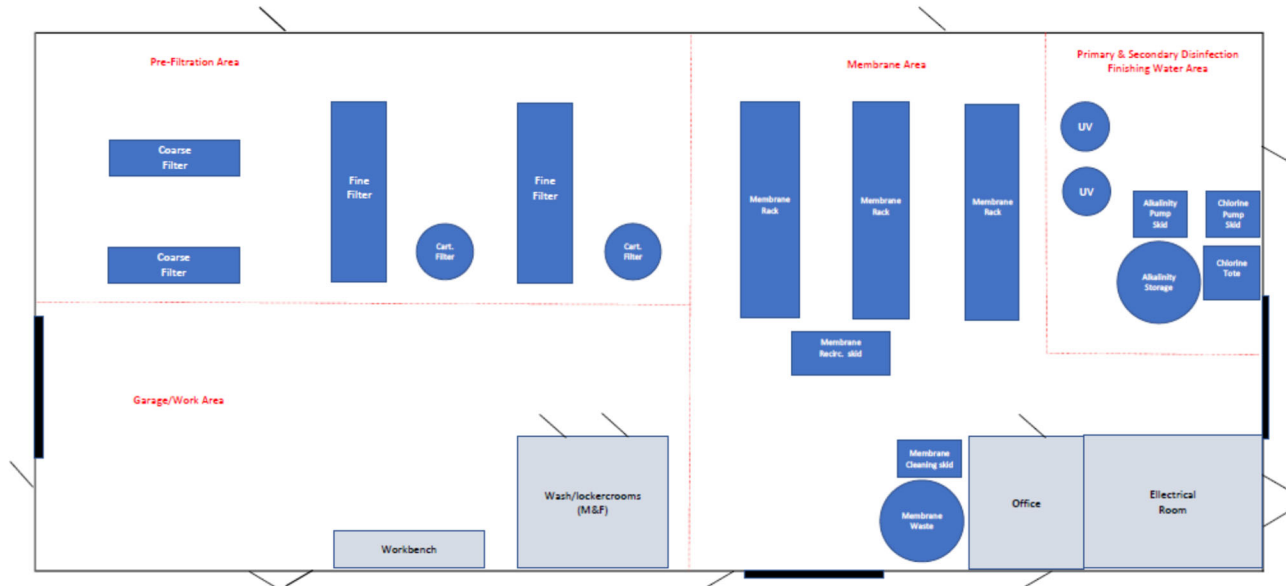 Pre-Filtration Area
Membrane Area
Primary & Secondary Disinfection
Finishing Water Area
Coarse
Filter
Coarse
Filter
Fine
Filter
Cart.
Filter
Fine
Filter
Cart.
Filter
Membrane
Rack
Membrane
Rack
Membrane
Rack
UV
UV
Alkalinity
Pump
Skid
Chlorine
Pump
Skid
Alkalinity
Storage
Chlorine
Tote
Membrane
Recirc. skid
Garage/Work Area
Wash/lockercrooms
(M&F)
Workbench
Membrane
Cleaning skid
Membrane
Waste
Office
Ellectrical
Room